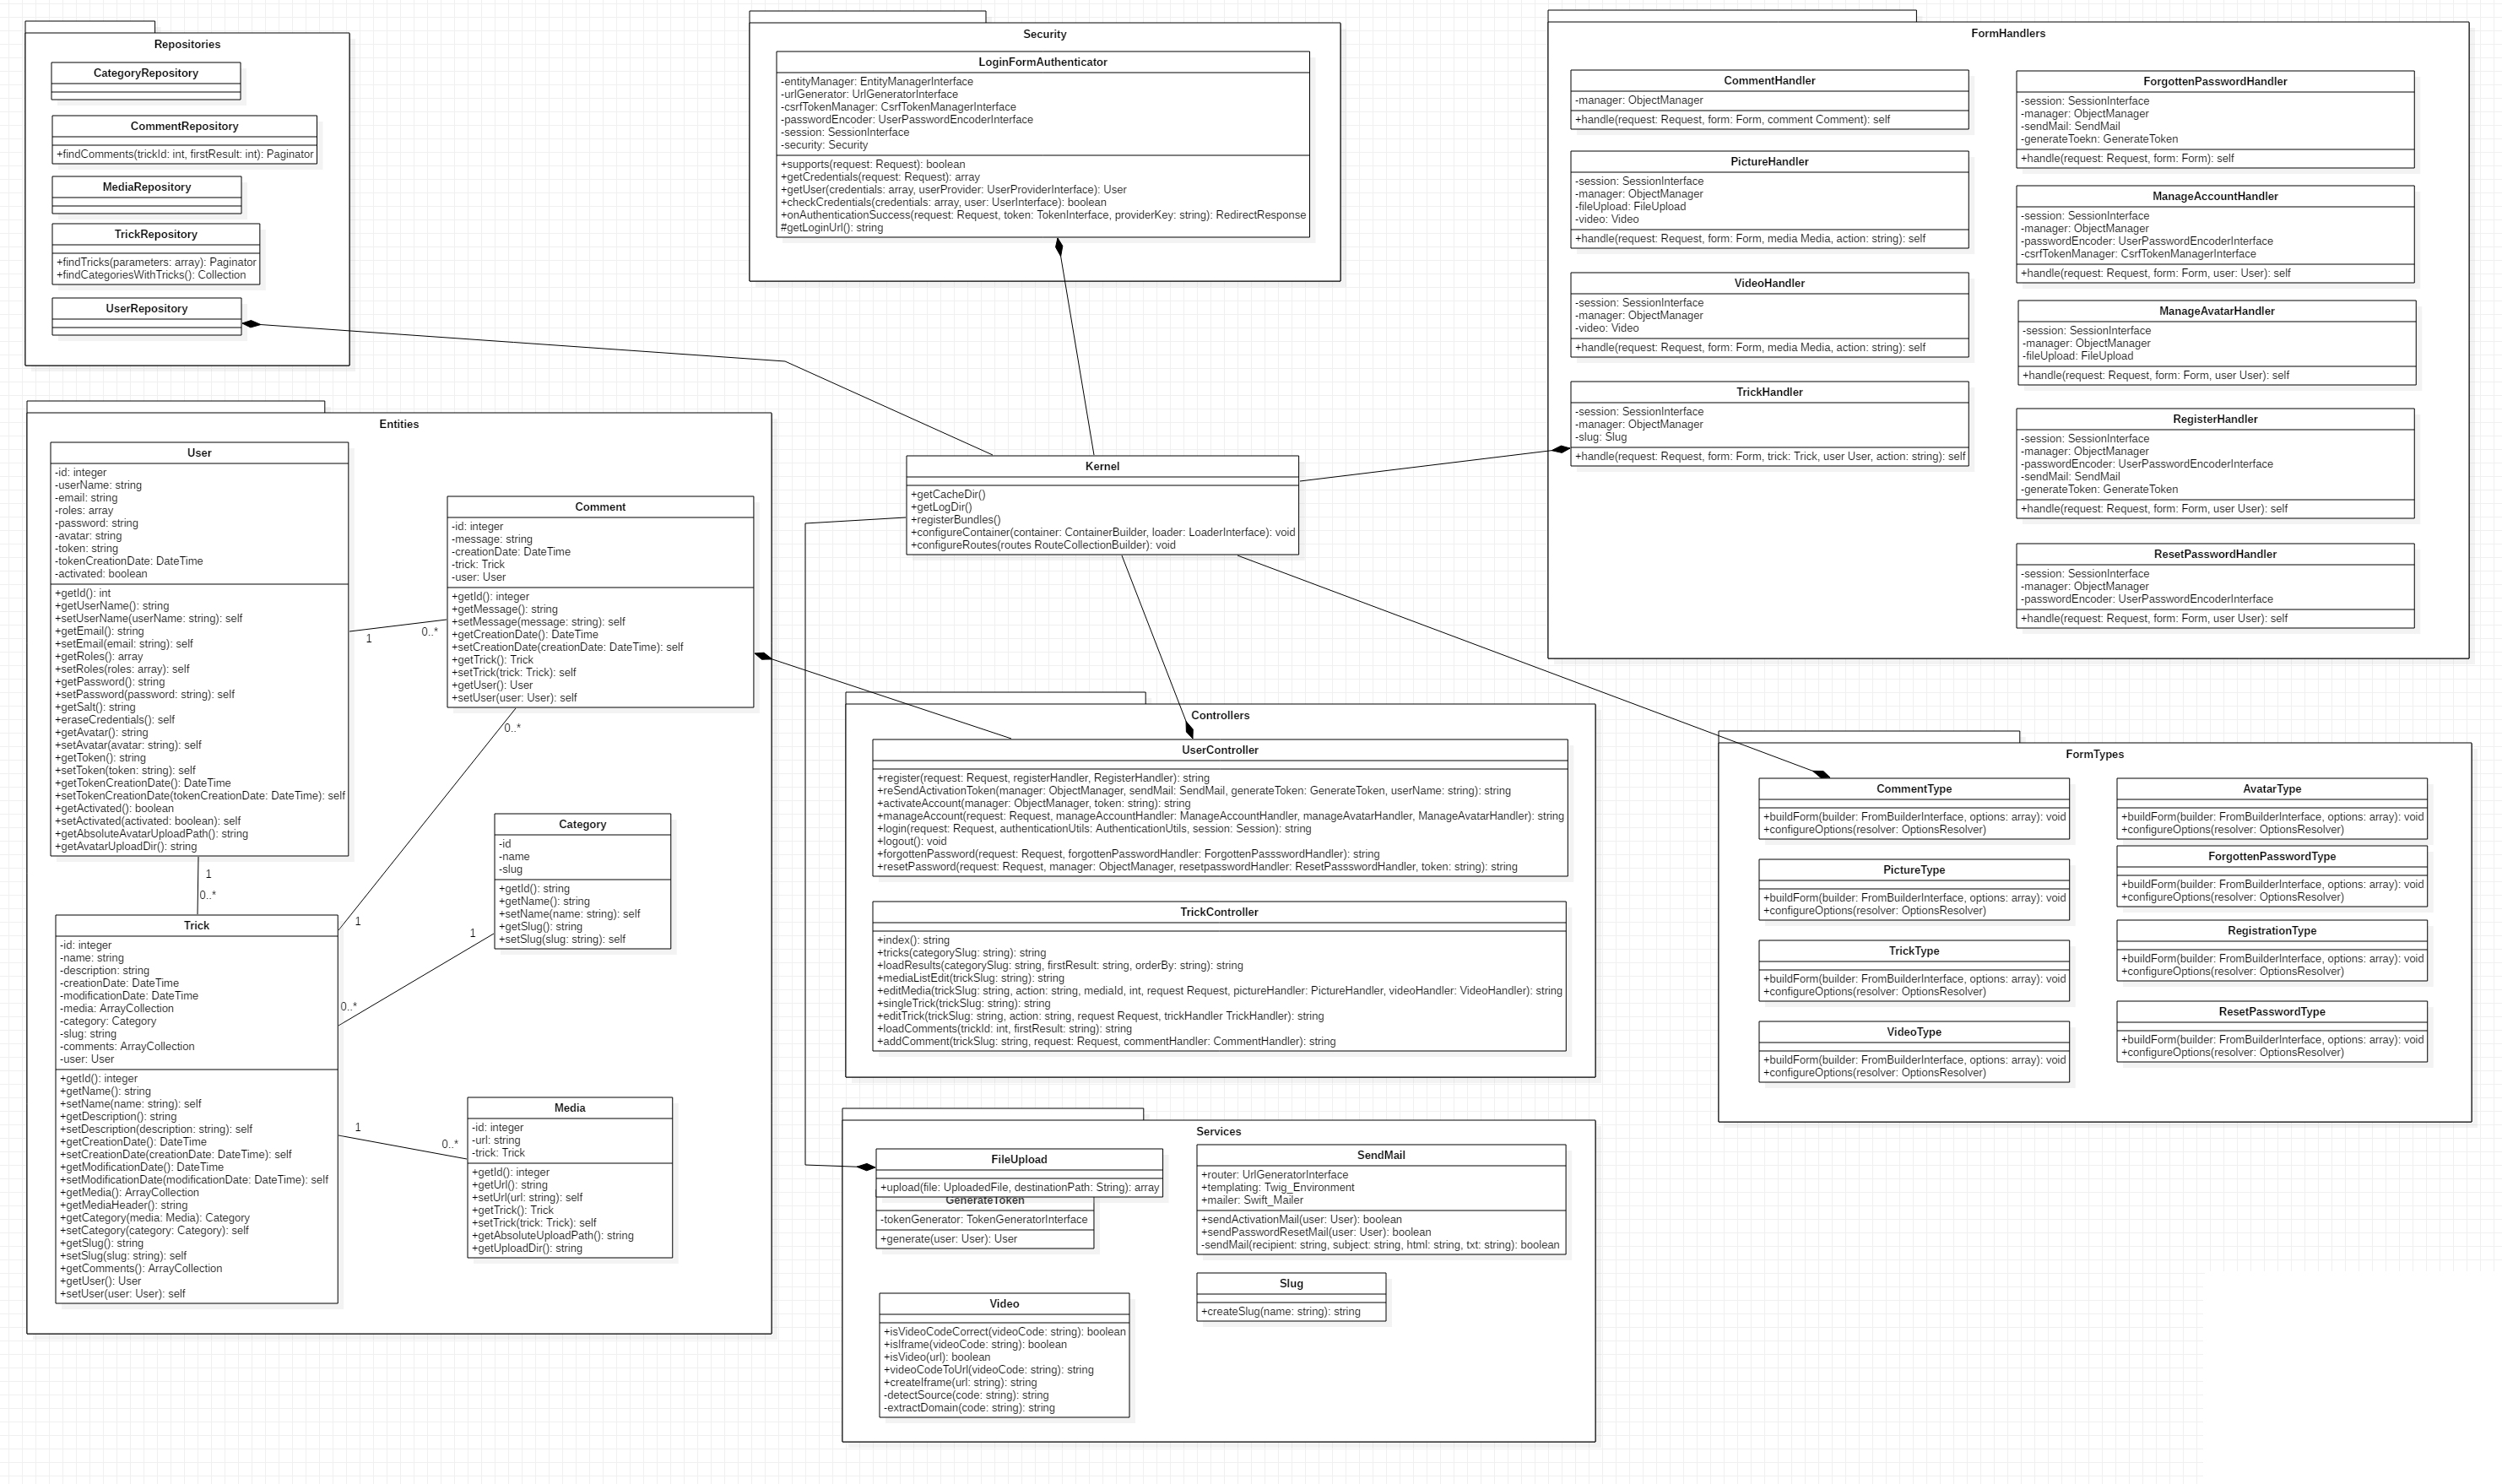 Repositories
CategoryRepository
CommentRepository
+findComments(trickId: int, firstResult: int): Paginator
MediaRepository
TrickRepository
+findTricks(parameters: array): Paginator
+findCategoriesWithTricks(): Collection
UserRepository
Security
LoginFormAuthenticator
-entityManager: EntityManagerInterface
-urlGenerator: UrlGeneratorInterface
-csrfTokenManager: CsrfTokenManagerInterface
-passwordEncoder: UserPasswordEncoderInterface
-session: SessionInterface
-security: Security
+supports(request: Request): boolean
+getCredentials(request: Request): array
+getUser(credentials: array, userProvider: UserProviderInterface): User
+checkCredentials(credentials: array, user: UserInterface): boolean
+onAuthenticationSuccess(request: Request, token: TokenInterface, providerKey: string): RedirectResponse
#getLoginUrl(): string
FormHandlers
CommentHandler
-manager: ObjectManager
+handle(request: Request, form: Form, comment Comment): self
PictureHandler
-session: SessionInterface
-manager: ObjectManager
-fileUpload: FileUpload
-video: Video
+handle(request: Request, form: Form, media Media, action: string): self
VideoHandler
-session: SessionInterface
-manager: ObjectManager
-video: Video
+handle(request: Request, form: Form, media Media, action: string): self
TrickHandler
-session: SessionInterface
-manager: ObjectManager
-slug: Slug
+handle(request: Request, form: Form, trick: Trick, user User, action: string): self
ForgottenPasswordHandler
-session: SessionInterface
-manager: ObjectManager
-sendMail: SendMail
-generateToekn: GenerateToken
+handle(request: Request, form: Form): self
ManageAccountHandler
-session: SessionInterface
-manager: ObjectManager
-passwordEncoder: UserPasswordEncoderInterface
-csrfTokenManager: CsrfTokenManagerInterface
+handle(request: Request, form: Form, user: User): self
ManageAvatarHandler
-session: SessionInterface
-manager: ObjectManager
-fileUpload: FileUpload
+handle(request: Request, form: Form, user User): self
RegisterHandler
-session: SessionInterface
-manager: ObjectManager
-passwordEncoder: UserPasswordEncoderInterface
-sendMail: SendMail
-generateToken: GenerateToken
+handle(request: Request, form: Form, user User): self
ResetPasswordHandler
-session: SessionInterface
-manager: ObjectManager
-passwordEncoder: UserPasswordEncoderInterface
+handle(request: Request, form: Form, user User): self
Entities
User
-id: integer
-userName: string
-email: string
-roles: array
-password: string
-avatar: string
-token: string
-tokenCreationDate: DateTime
-activated: boolean
+getId(): int
+getUserName(): string
+setUserName(userName: string): self
+getEmail(): string
+setEmail(email: string): self
+getRoles(): array
+setRoles(roles: array): self
+getPassword(): string
+setPassword(password: string): self
+getSalt(): string
+eraseCredentials(): self
+getAvatar(): string
+setAvatar(avatar: string): self
+getToken(): string
+setToken(token: string): self
+getTokenCreationDate(): DateTime
+setTokenCreationDate(tokenCreationDate: DateTime): self
+getActivated(): boolean
+setActivated(activated: boolean): self
+getAbsoluteAvatarUploadPath(): string
+getAvatarUploadDir(): string
Comment
-id: integer
-message: string
-creationDate: DateTime
-trick: Trick
-user: User
+getId(): integer
+getMessage(): string
+setMessage(message: string): self
+getCreationDate(): DateTime
+setCreationDate(creationDate: DateTime): self
+getTrick(): Trick
+setTrick(trick: Trick): self
+getUser(): User
+setUser(user: User): self
1
0..*
0..*
1
0..*
1
Category
-id
-name
-slug
+getId(): string
+getName(): string
+setName(name: string): self
+getSlug(): string
+setSlug(slug: string): self
1
0..*
Trick
-id: integer
-name: string
-description: string
-creationDate: DateTime
-modificationDate: DateTime
-media: ArrayCollection
-category: Category
-slug: string
-comments: ArrayCollection
-user: User
+getId(): integer
+getName(): string
+setName(name: string): self
+getDescription(): string
+setDescription(description: string): self
+getCreationDate(): DateTime
+setCreationDate(creationDate: DateTime): self
+getModificationDate(): DateTime
+setModificationDate(modificationDate: DateTime): self
+getMedia(): ArrayCollection
+getMediaHeader(): string
+getCategory(media: Media): Category
+setCategory(category: Category): self
+getSlug(): string
+setSlug(slug: string): self
+getComments(): ArrayCollection
+getUser(): User
+setUser(user: User): self
1
0..*
Media
-id: integer
-url: string
-trick: Trick
+getId(): integer
+getUrl(): string
+setUrl(url: string): self
+getTrick(): Trick
+setTrick(trick: Trick): self
+getAbsoluteUploadPath(): string
+getUploadDir(): string
Kernel
+getCacheDir()
+getLogDir()
+registerBundles()
+configureContainer(container: ContainerBuilder, loader: LoaderInterface): void
+configureRoutes(routes RouteCollectionBuilder): void
Controllers
UserController
+register(request: Request, registerHandler, RegisterHandler): string
+reSendActivationToken(manager: ObjectManager, sendMail: SendMail, generateToken: GenerateToken, userName: string): string
+activateAccount(manager: ObjectManager, token: string): string
+manageAccount(request: Request, manageAccountHandler: ManageAccountHandler, manageAvatarHandler, ManageAvatarHandler): string
+login(request: Request, authenticationUtils: AuthenticationUtils, session: Session): string
+logout(): void
+forgottenPassword(request: Request, forgottenPasswordHandler: ForgottenPassswordHandler): string
+resetPassword(request: Request, manager: ObjectManager, resetpasswordHandler: ResetPassswordHandler, token: string): string
TrickController
+index(): string
+tricks(categorySlug: string): string
+loadResults(categorySlug: string, firstResult: string, orderBy: string): string
+mediaListEdit(trickSlug: string): string
+editMedia(trickSlug: string, action: string, mediaId, int, request Request, pictureHandler: PictureHandler, videoHandler: VideoHandler): string
+singleTrick(trickSlug: string): string
+editTrick(trickSlug: string, action: string, request Request, trickHandler TrickHandler): string
+loadComments(trickId: int, firstResult: string): string
+addComment(trickSlug: string, request: Request, commentHandler: CommentHandler): string
FormTypes
CommentType
+buildForm(builder: FromBuilderInterface, options: array): void
+configureOptions(resolver: OptionsResolver)
PictureType
+buildForm(builder: FromBuilderInterface, options: array): void
+configureOptions(resolver: OptionsResolver)
TrickType
+buildForm(builder: FromBuilderInterface, options: array): void
+configureOptions(resolver: OptionsResolver)
VideoType
+buildForm(builder: FromBuilderInterface, options: array): void
+configureOptions(resolver: OptionsResolver)
AvatarType
+buildForm(builder: FromBuilderInterface, options: array): void
+configureOptions(resolver: OptionsResolver)
ForgottenPasswordType
+buildForm(builder: FromBuilderInterface, options: array): void
+configureOptions(resolver: OptionsResolver)
RegistrationType
+buildForm(builder: FromBuilderInterface, options: array): void
+configureOptions(resolver: OptionsResolver)
ResetPasswordType
+buildForm(builder: FromBuilderInterface, options: array): void
+configureOptions(resolver: OptionsResolver)
Services
FileUpload
+upload(file: UploadedFile, destinationPath: String): array
GenerateToken
-tokenGenerator: TokenGeneratorInterface
+generate(user: User): User
SendMail
+router: UrlGeneratorInterface
+templating: Twig_Environment
+mailer: Swift_Mailer
+sendActivationMail(user: User): boolean
+sendPasswordResetMail(user: User): boolean
-sendMail(recipient: string, subject: string, html: string, txt: string): boolean
Slug
+createSlug(name: string): string
Video
+isVideoCodeCorrect(videoCode: string): boolean
+isIframe(videoCode: string): boolean
+isVideo(url): boolean
+videoCodeToUrl(videoCode: string): string
+createIframe(url: string): string
-detectSource(code: string): string
-extractDomain(code: string): string